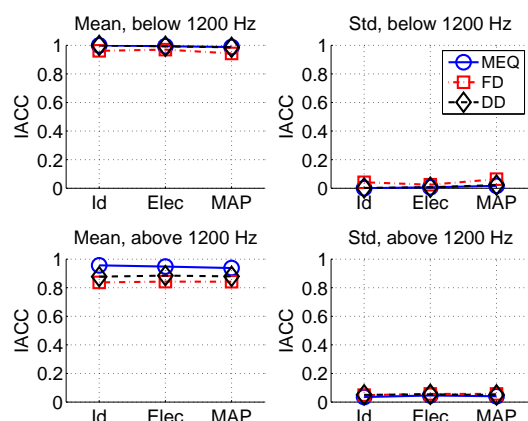 Mean, below 1200 Hz
1
0.8
0.6
0.4
0.2
0
IACC
Id Elec MAP
Std, below 1200 Hz
1
0.8
0.6
0.4
0.2
0
IACC
MEQ
FD
DD
Id Elec MAP
Mean, above 1200 Hz
1
0.8
0.6
0.4
0.2
0
IACC
Id Elec MAP
Std, above 1200 Hz
1
0.8
0.6
0.4
0.2
0
IACC
Id Elec MAP